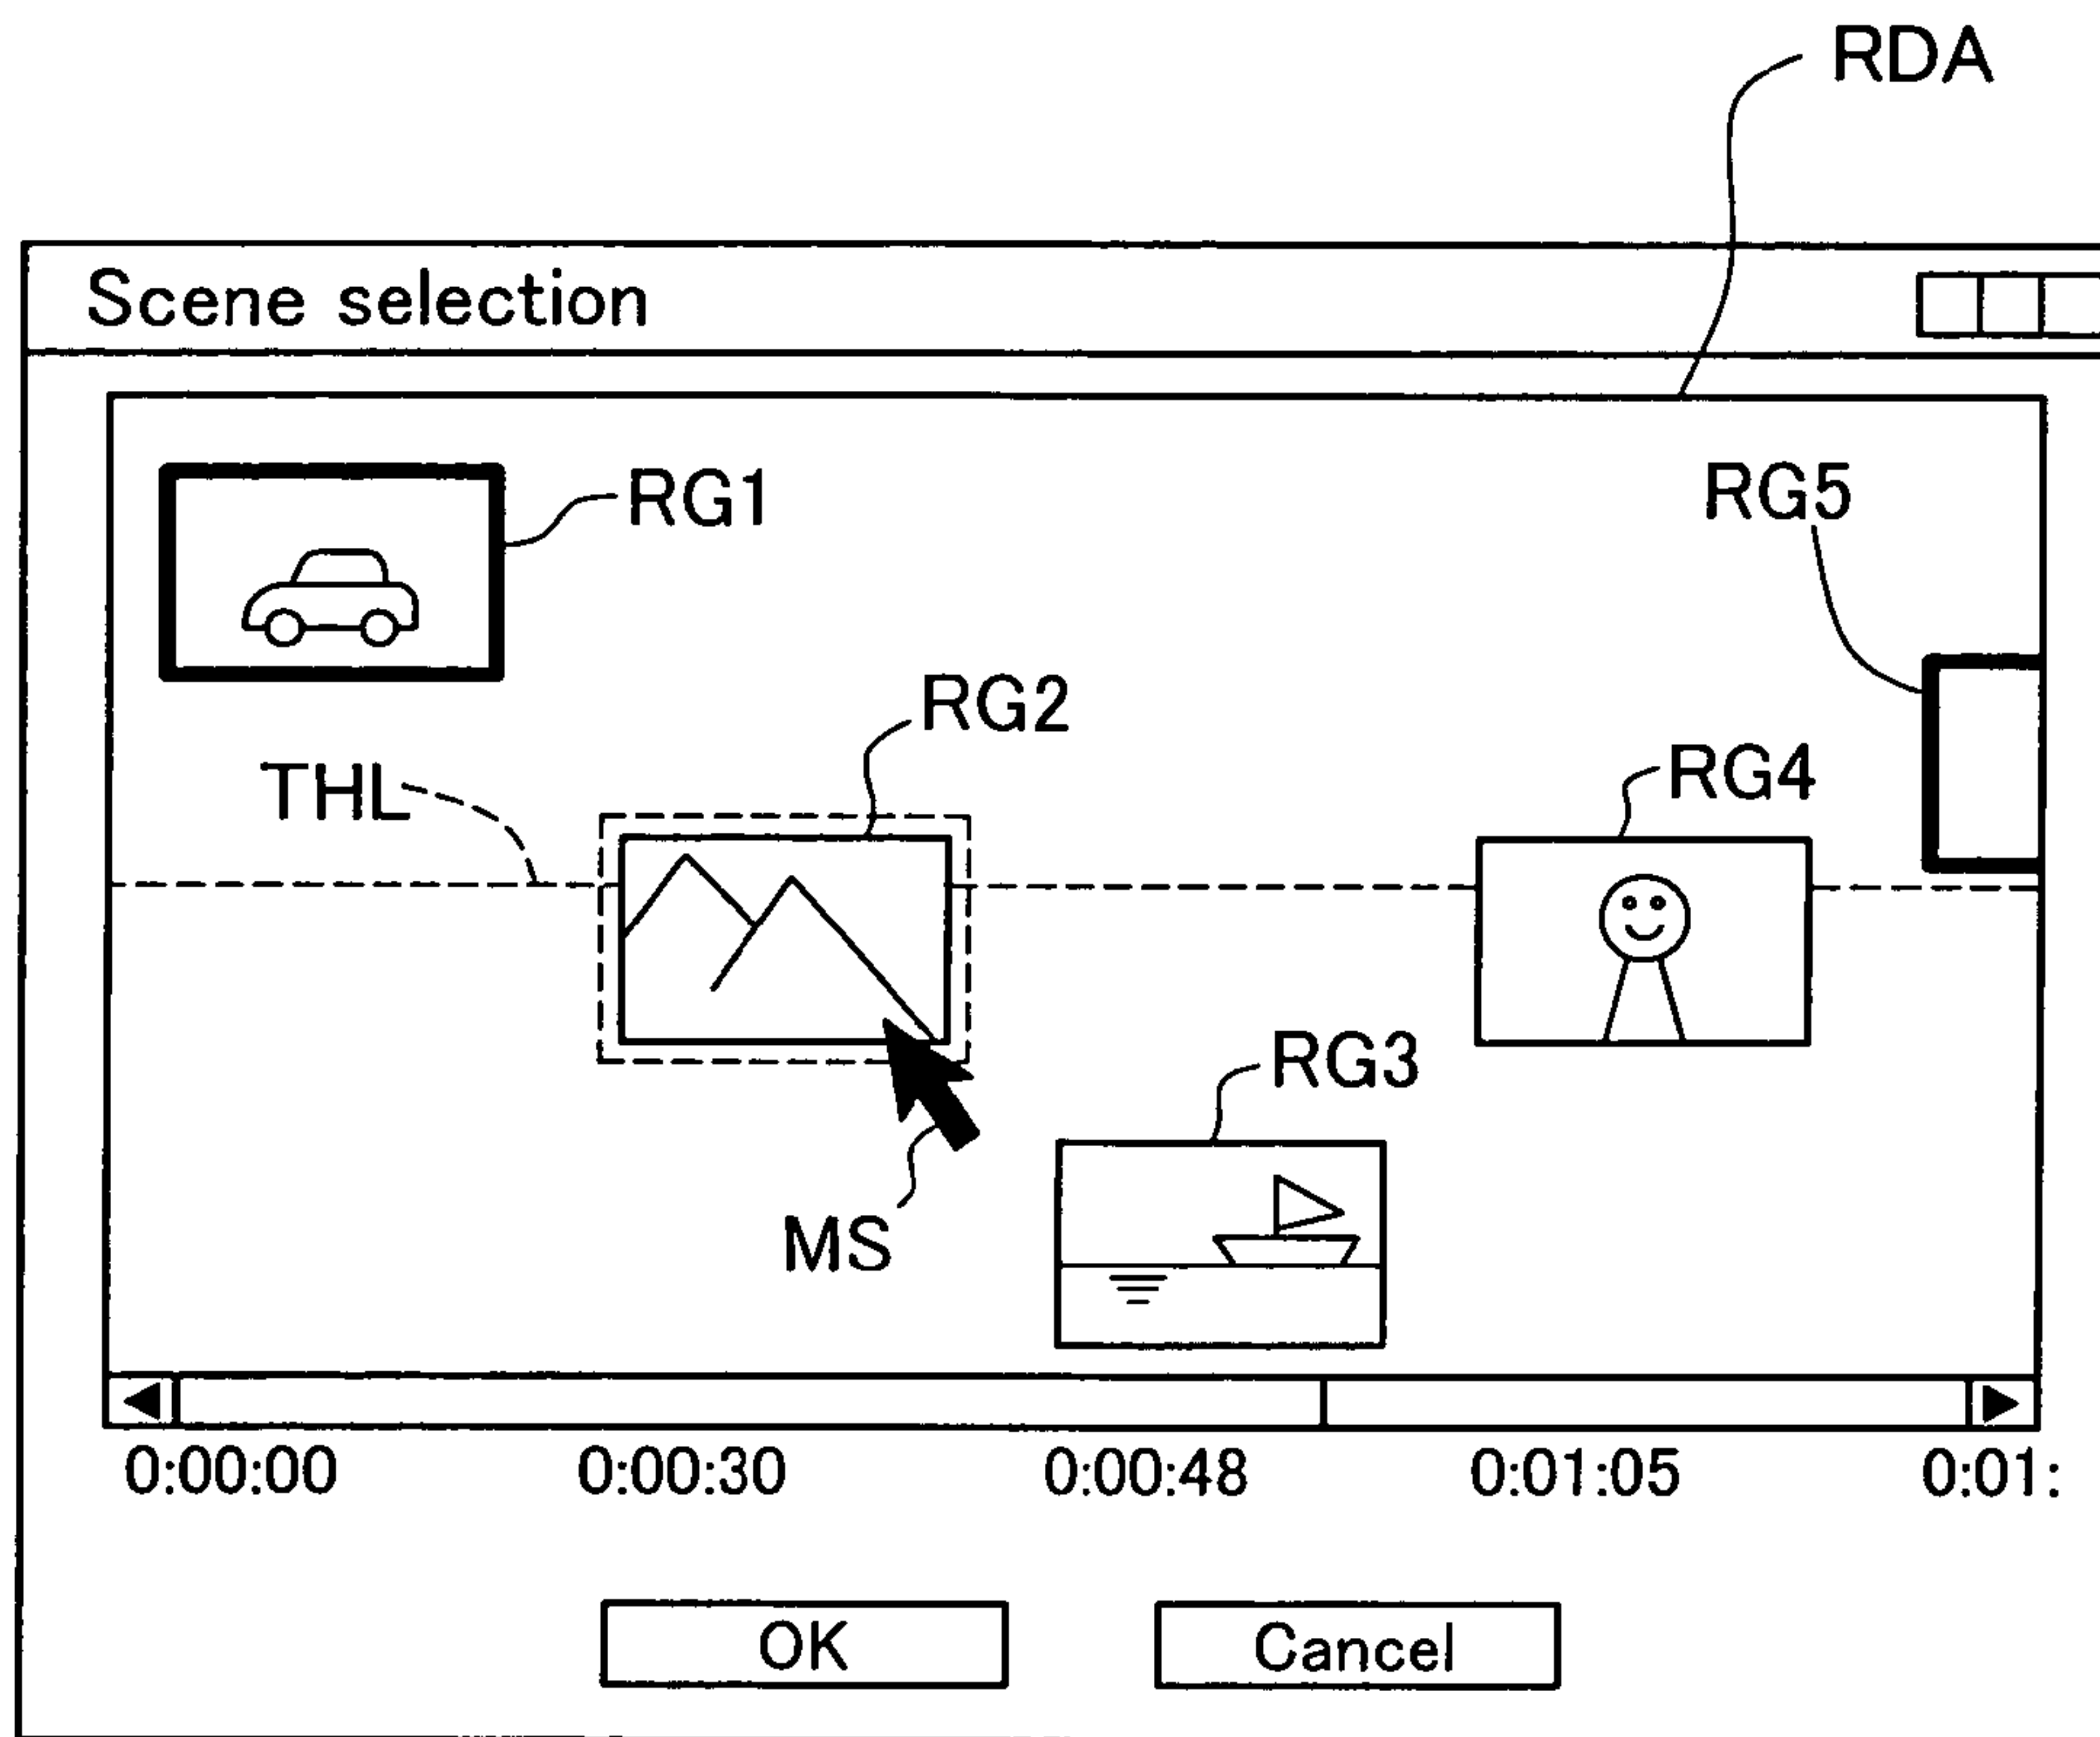 RDA
Scene selection
RG1
RG5
RG2
RG4
THL
RG3
MS
0:00:00 0:00:30 0:00:48 0:01:05 0:01:
OK Cancel